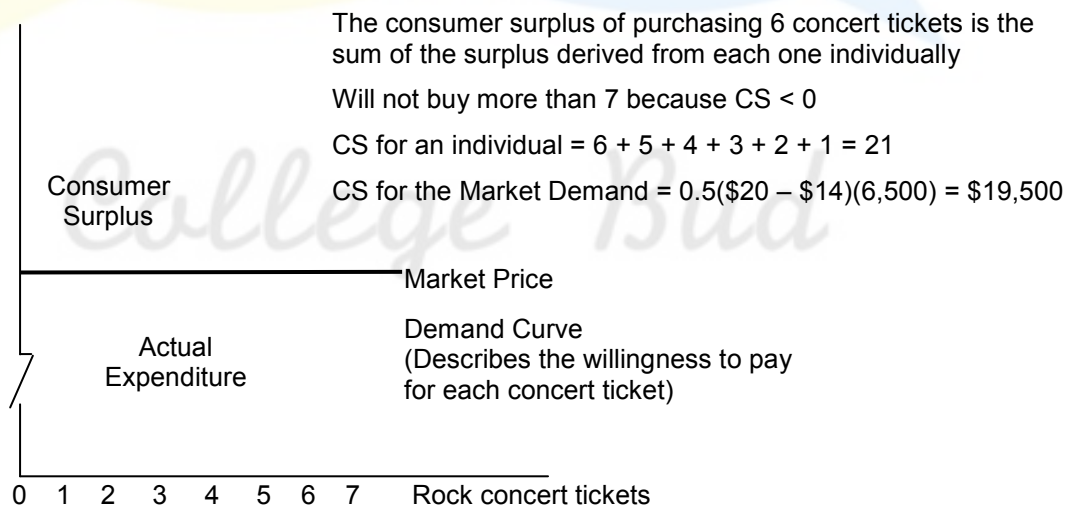 The consumer surplus of purchasing 6 concert tickets is the
sum of the surplus derived from each one individually
Will not buy more than 7 because CS < 0
CS for an individual = 6 + 5 + 4 + 3 + 2 + 1 = 21
CS for the Market Demand = 0.5($20 – $14)(6,500) = $19,500
Consumer
Surplus
College Bud
Market Price
Demand Curve
(Describes the willingness to pay
for each concert ticket)
Actual
Expenditure
0 1 2 3 4 5 6 7 Rock concert tickets